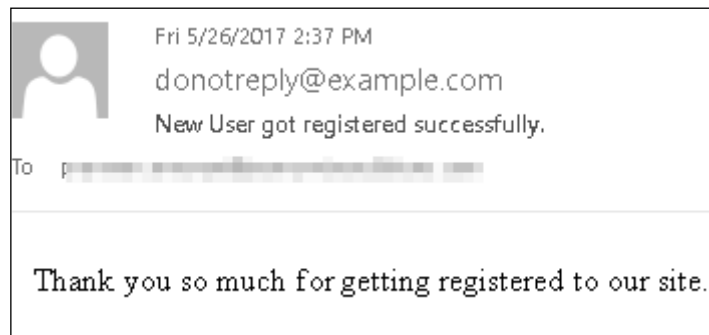 Fri 5/26/2017 2:37 PM
donotreply@example.com
New User got registered successfully.
To
Thank you so much for getting registered to our site.